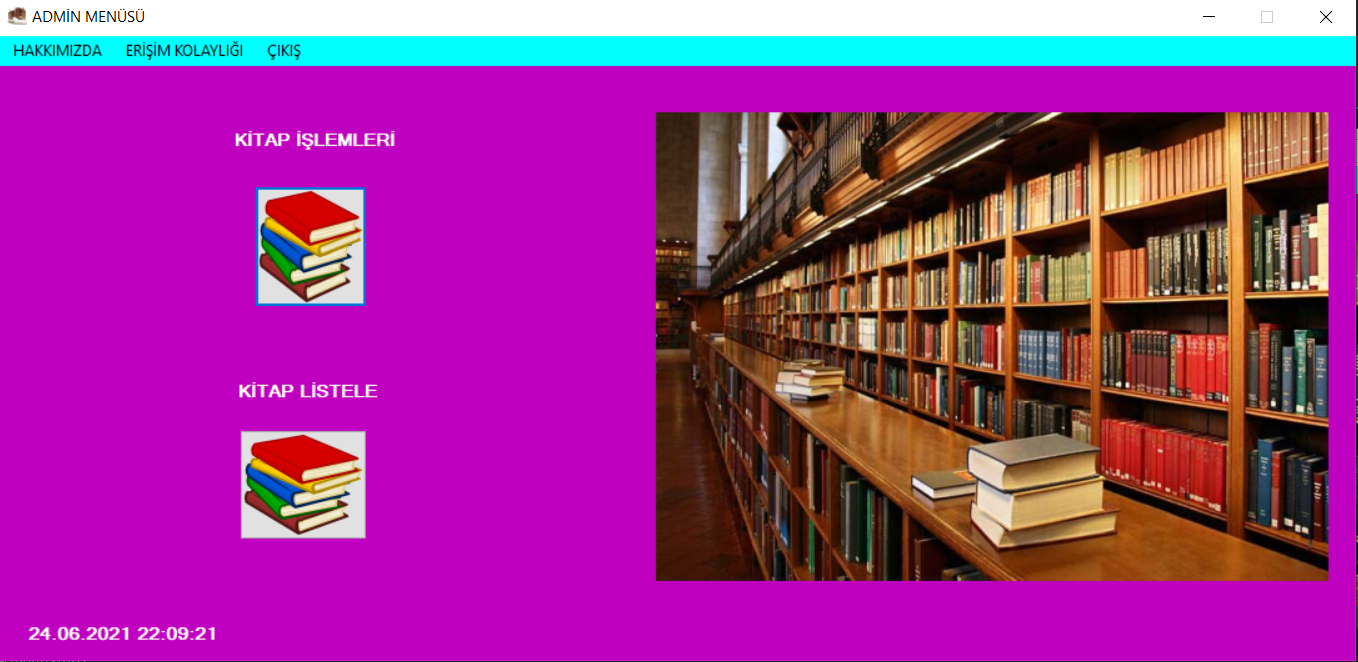 ADMİN MENÜSÜ
HAKKIMIZDA ERİŞİM KOLAYLIĞI ÇIKIŞ
KİTAP İŞLEMLERİ
KİTAP LİSTELE
24.06.2021 22:09:21